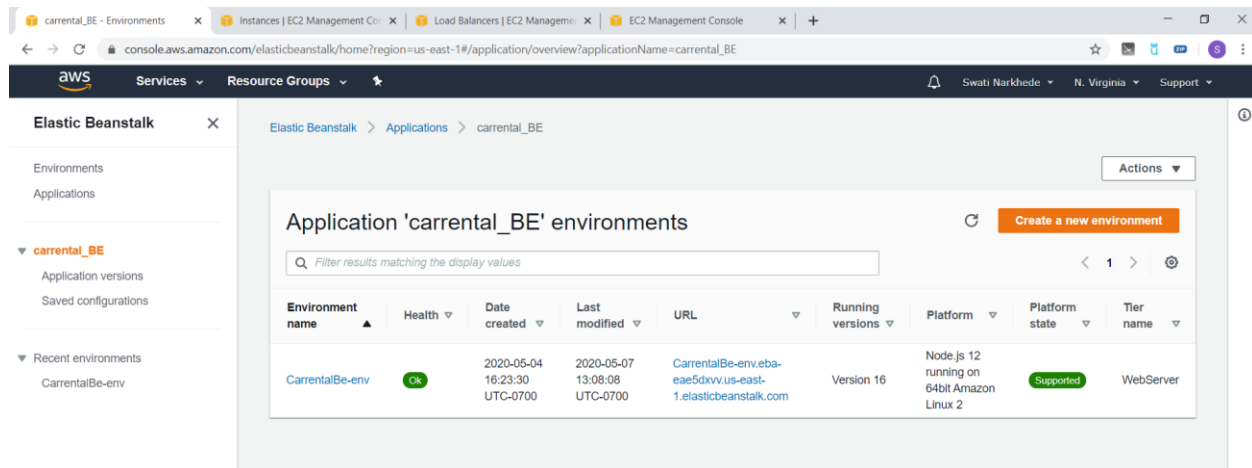 carrental_BE - Environments
Instances | EC2 Management Con
Load Balancers | EC2 Managemen
EC2 Management Console
console.aws.amazon.com/elasticbeanstalk/home?region=us-east-1#/application/overview?applicationName=carrental_BE
S
aws
Services
Resource Groups
Swati Narkhede
N. Virginia
Support
Elastic Beanstalk
Environments
Applications
carrental_BE
Application versions
Saved configurations
Recent environments
CarrentalBe-env
Elastic Beanstalk > Applications > carrental_BE
Actions
Application 'carrental_BE' environments
Create a new environment
Filter results matching the display values
1
Environment
name
Health
Date
created
Last
modified
URL
Running
versions
Platform
Platform
state
Tier
name
CarrentalBe-env
Ok
2020-05-04
16:23:30
UTC-0700
2020-05-07
13:08:08
UTC-0700
CarrentalBe-env.eba-
eae5dxvv.us-east-
1.elasticbeanstalk.com
Version 16
Node.js 12
running on
64bit Amazon
Linux 2
Supported
WebServer